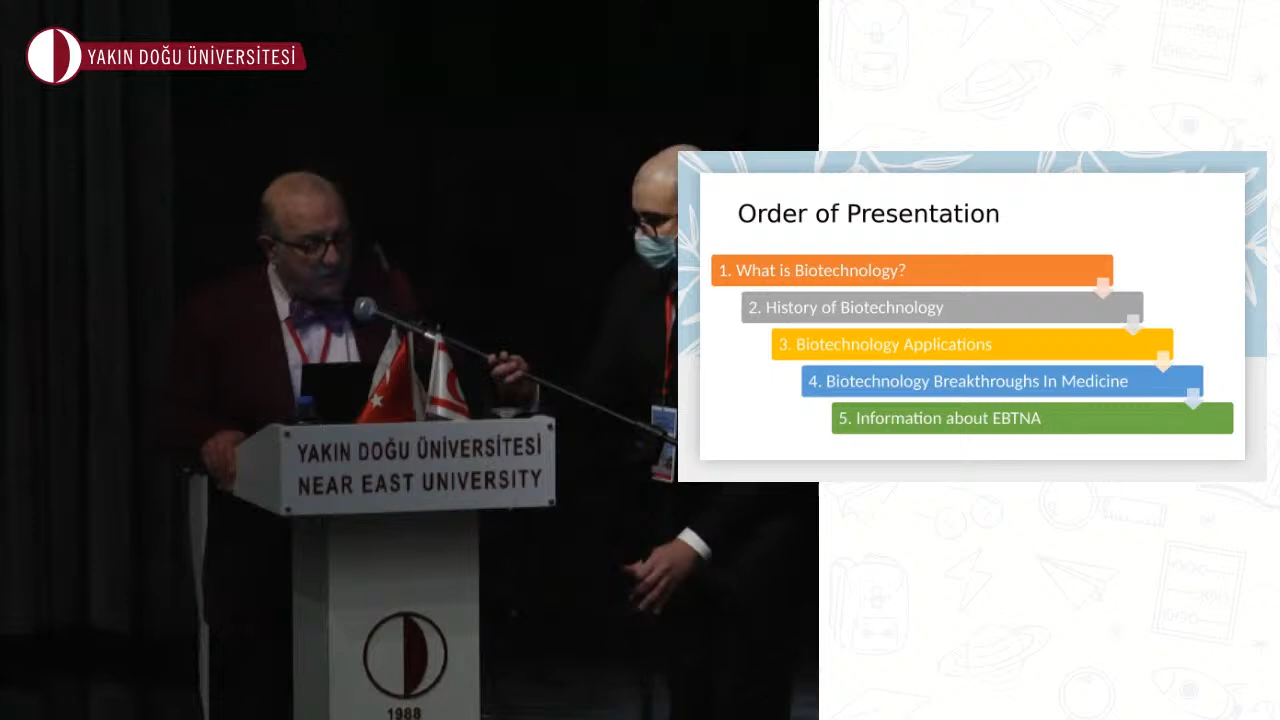 YAKIN DOĞU ÜNİVERSİTESİ
Order of Presentation
1. What is Biotechnology?
2. History of Biotechnology
3. Biotechnology Applications
4. Biotechnology Breakthroughs In Medicine
5. Information about EBTNA
YAKIN DOĞU ÜNİVERSİTESİ
NEAR EAST UNIVERSITY
1988